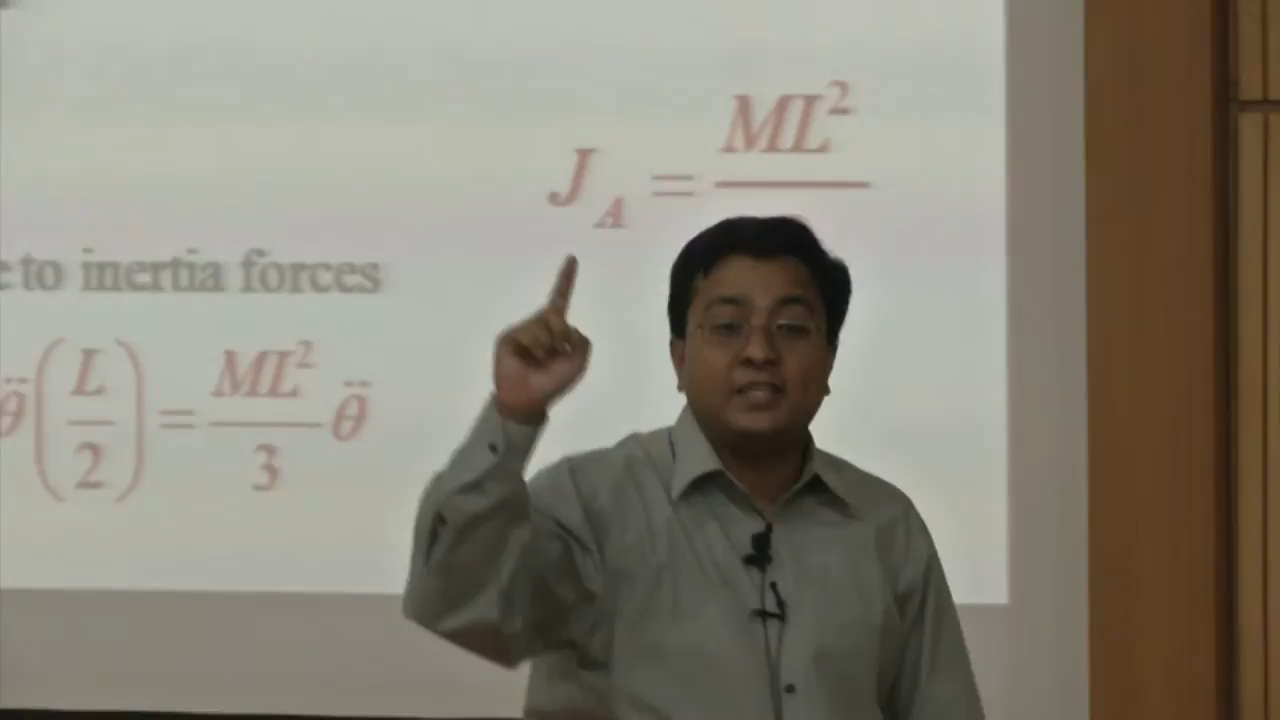 J_A = ML²
to inertia forces
θ̈ (L/2) = ML²/3 θ̈